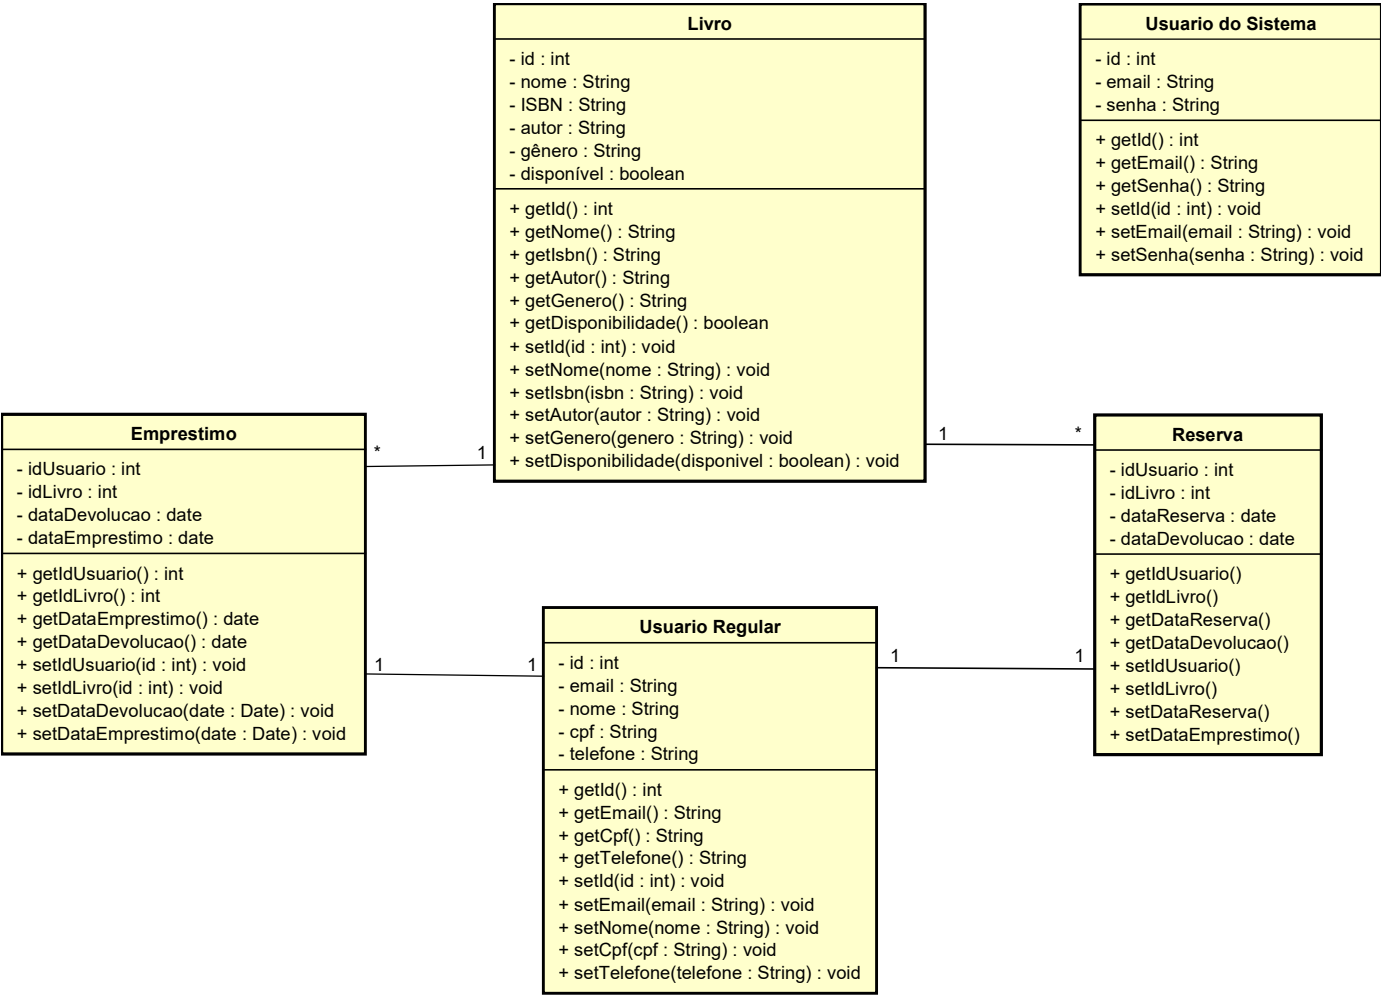 Livro
- id : int
- nome : String
- ISBN : String
- autor : String
- gênero : String
- disponível : boolean
+ getId() : int
+ getNome() : String
+ getIsbn() : String
+ getAutor() : String
+ getGenero() : String
+ getDisponibilidade() : boolean
+ setId(id : int) : void
+ setNome(nome : String) : void
+ setIsbn(isbn : String) : void
+ setAutor(autor : String) : void
+ setGenero(genero : String) : void
+ setDisponibilidade(disponivel : boolean) : void
Usuario do Sistema
- id : int
- email : String
- senha : String
+ getId() : int
+ getEmail() : String
+ getSenha() : String
+ setId(id : int) : void
+ setEmail(email : String) : void
+ setSenha(senha : String) : void
Emprestimo
- idUsuario : int
- idLivro : int
- dataDevolucao : date
- dataEmprestimo : date
+ getIdUsuario() : int
+ getIdLivro() : int
+ getDataEmprestimo() : date
+ getDataDevolucao() : date
+ setIdUsuario(id : int) : void
+ setIdLivro(id : int) : void
+ setDataDevolucao(date : Date) : void
+ setDataEmprestimo(date : Date) : void
* 1
1 *
Reserva
- idUsuario : int
- idLivro : int
- dataReserva : date
- dataDevolucao : date
+ getIdUsuario()
+ getIdLivro()
+ getDataReserva()
+ getDataDevolucao()
+ setIdUsuario()
+ setIdLivro()
+ setDataReserva()
+ setDataEmprestimo()
1 1
1 1
Usuario Regular
- id : int
- email : String
- nome : String
- cpf : String
- telefone : String
+ getId() : int
+ getEmail() : String
+ getCpf() : String
+ getTelefone() : String
+ setId(id : int) : void
+ setEmail(email : String) : void
+ setNome(nome : String) : void
+ setCpf(cpf : String) : void
+ setTelefone(telefone : String) : void